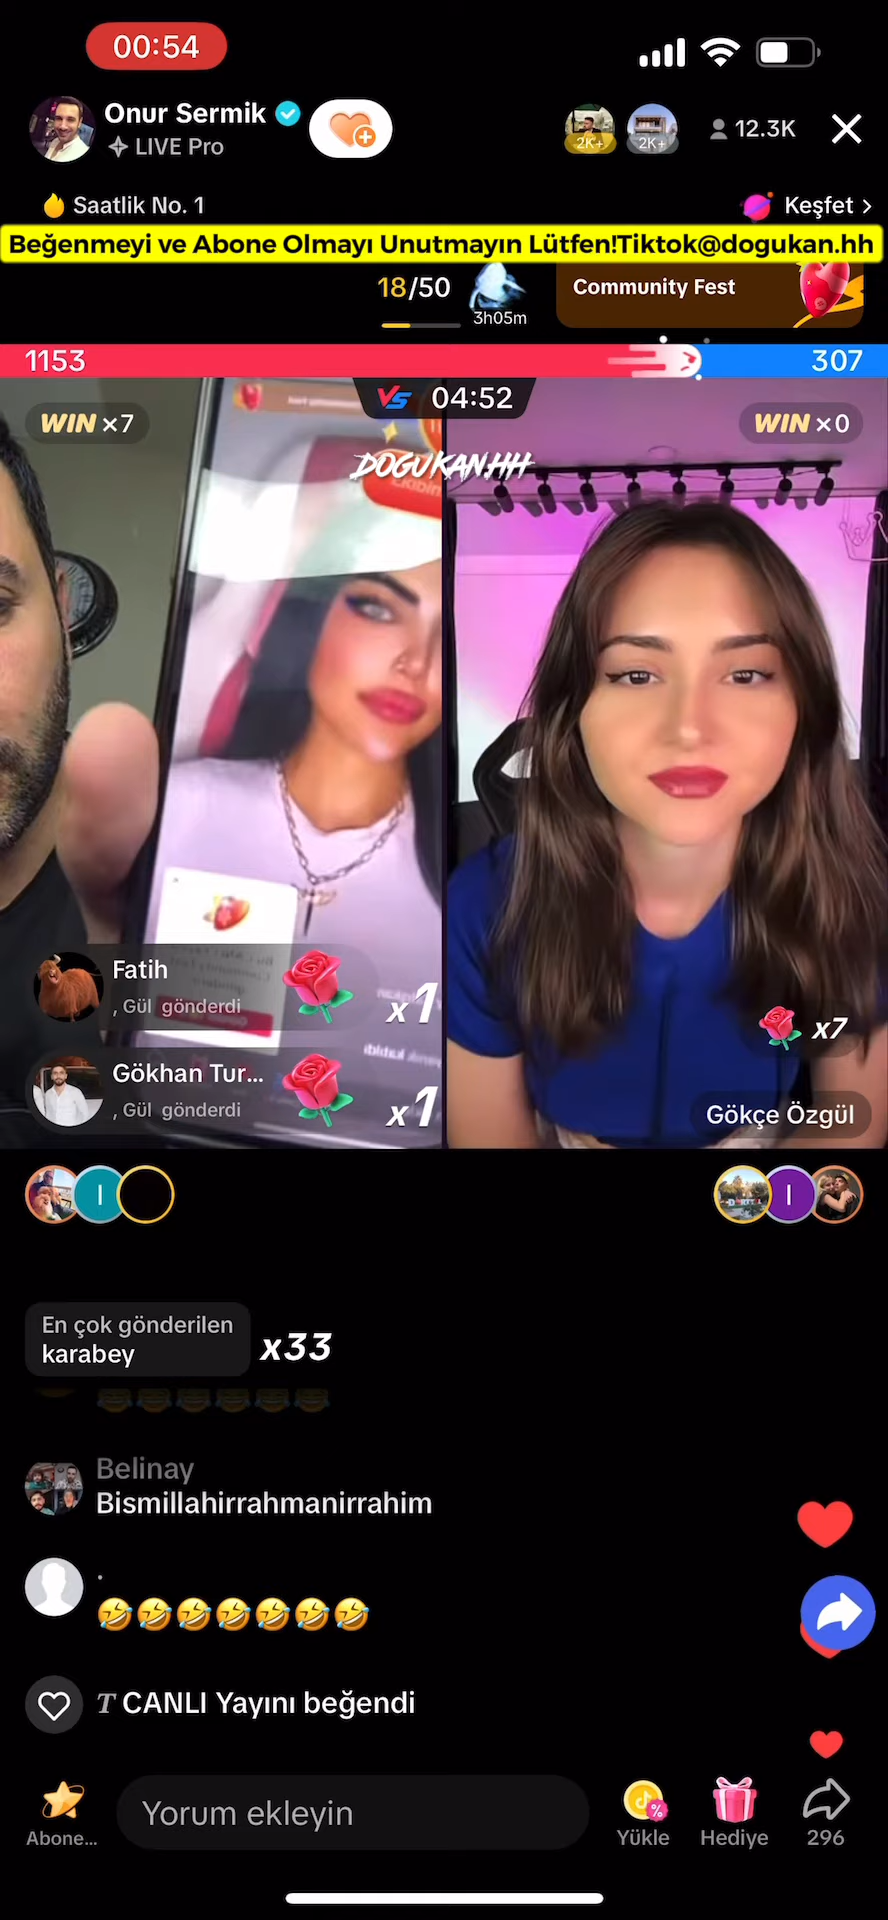 00:54
Onur Sermik
LIVE Pro
2K+
2K+
12.3K
Saatlik No. 1
Keşfet >
Beğenmeyi ve Abone Olmayı Unutmayın Lütfen!Tiktok@dogukan.hh
18/50
3h05m
Community Fest
1153
307
VS 04:52
WIN x7
WIN x0
DOGUKAN.HH
Fatih
, Gül gönderdi
x1
Gökhan Tur...
, Gül gönderdi
x1
x7
Gökçe Özgül
I
I
En çok gönderilen
karabey
x33
Belinay
Bismillahirrahmanirrahim
.
🤣🤣🤣🤣🤣🤣🤣
T CANLI Yayını beğendi
Abone...
Yorum ekleyin
Yükle
Hediye
296